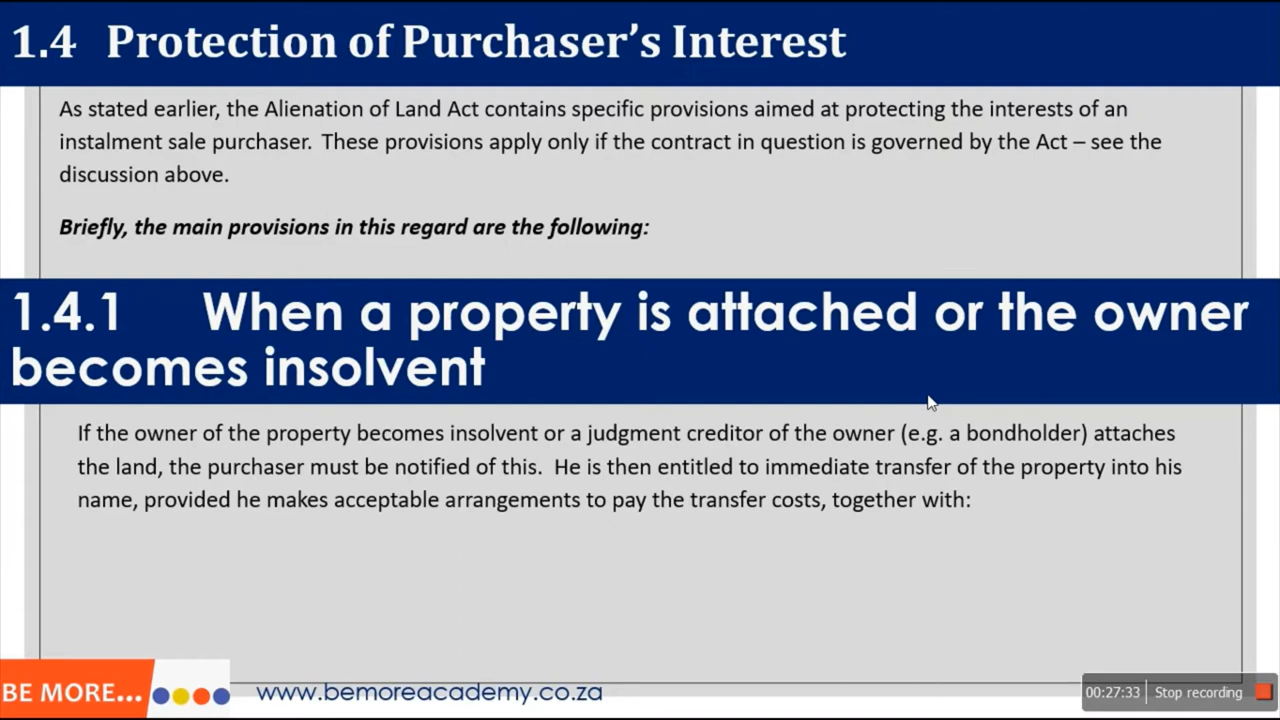 1.4 Protection of Purchaser's Interest
As stated earlier, the Alienation of Land Act contains specific provisions aimed at protecting the interests of an
instalment sale purchaser. These provisions apply only if the contract in question is governed by the Act – see the
discussion above.
Briefly, the main provisions in this regard are the following:
1.4.1 When a property is attached or the owner
becomes insolvent
If the owner of the property becomes insolvent or a judgment creditor of the owner (e.g. a bondholder) attaches
the land, the purchaser must be notified of this. He is then entitled to immediate transfer of the property into his
name, provided he makes acceptable arrangements to pay the transfer costs, together with:
BE MORE...
www.bemoreacademy.co.za
00:27:33 Stop recording